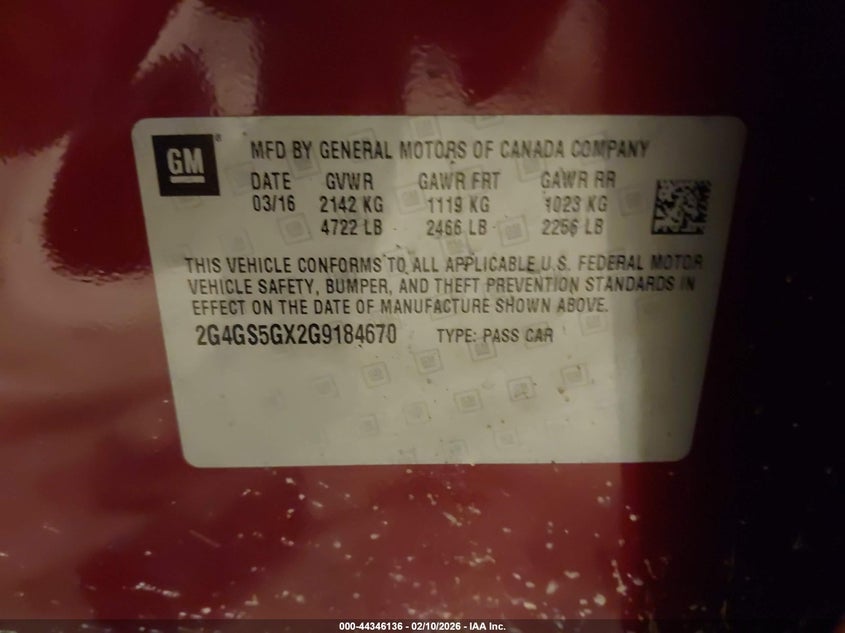 GM ®
MFD BY GENERAL MOTORS OF CANADA COMPANY
DATE GVWR GAWR FRT GAWR RR
03/16 2142 KG 1119 KG 1023 KG
4722 LB 2466 LB 2256 LB
THIS VEHICLE CONFORMS TO ALL APPLICABLE U.S. FEDERAL MOTOR
VEHICLE SAFETY, BUMPER, AND THEFT PREVENTION STANDARDS IN
EFFECT ON THE DATE OF MANUFACTURE SHOWN ABOVE.
2G4GS5GX2G9184670 TYPE: PASS CAR
000-44346136 - 02/10/2026 - IAA Inc.